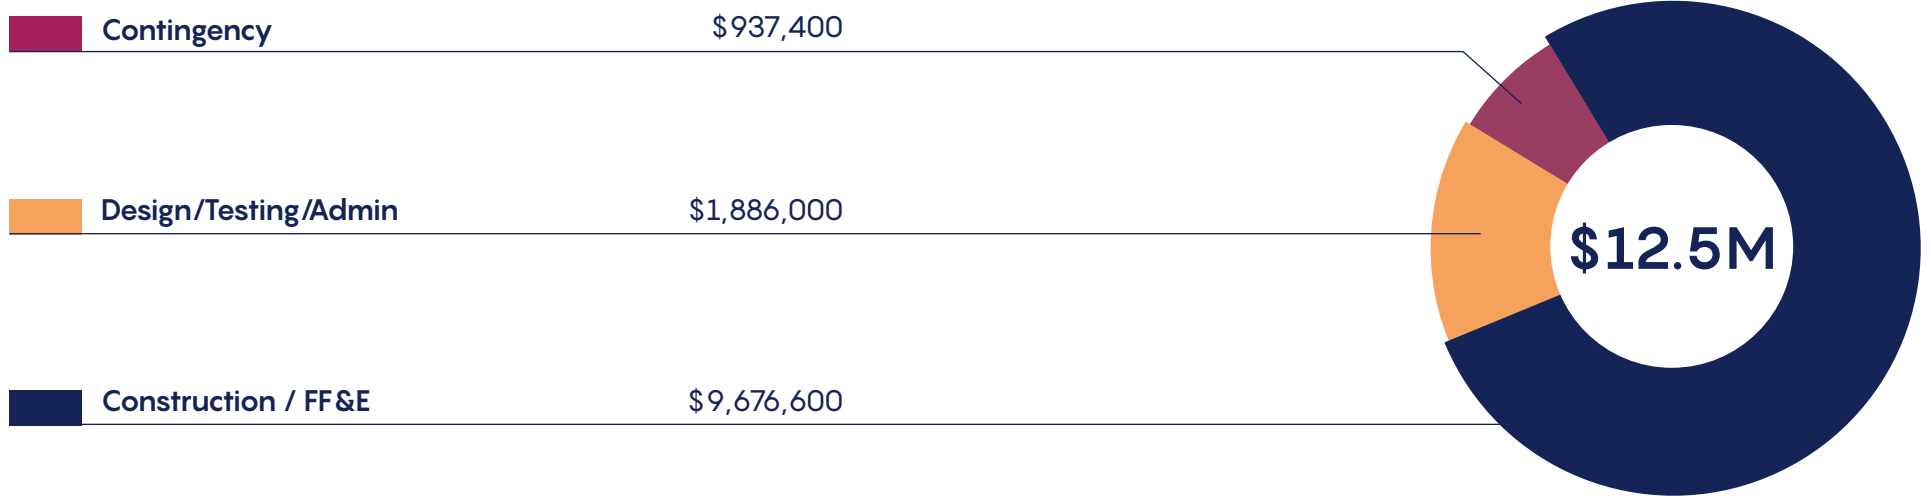 Contingency $937,400
Design/Testing/Admin $1,886,000
$12.5M
Construction / FF&E $9,676,600